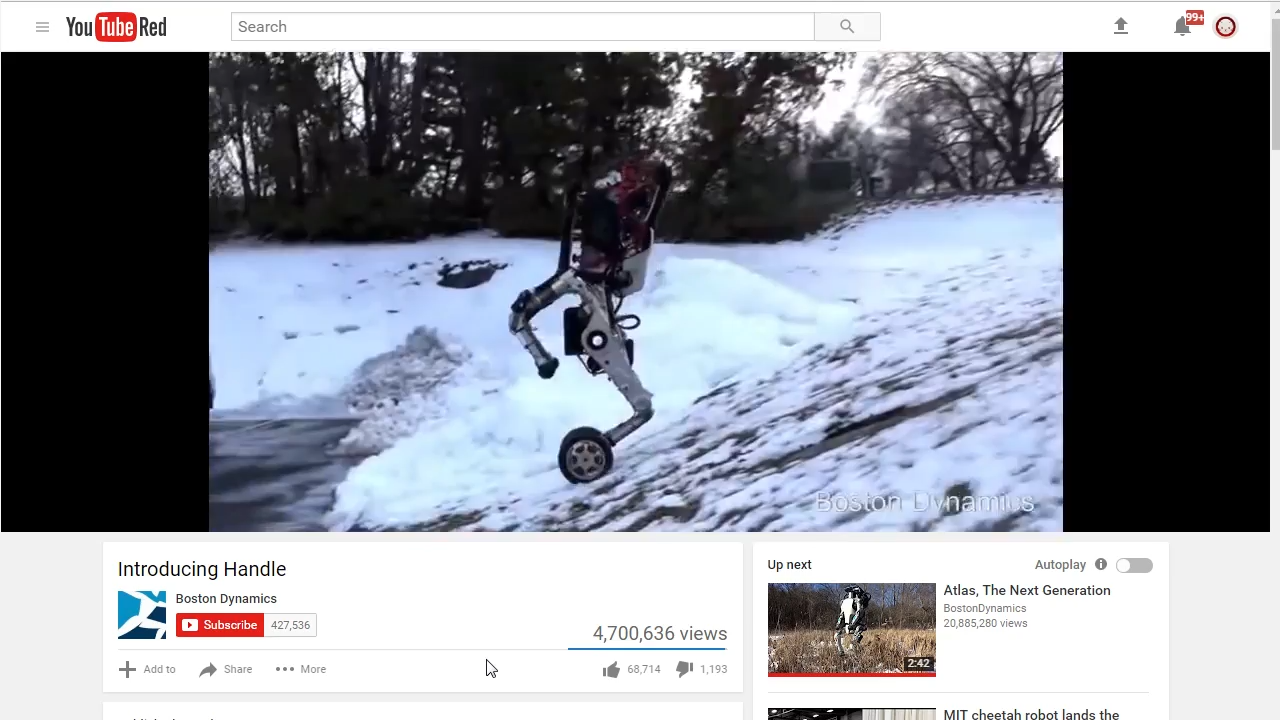 YouTube Red
Search
99+
Boston Dynamics
Introducing Handle
Boston Dynamics
Subscribe 427,536
4,700,636 views
Add to Share More
68,714 1,193
Up next
Autoplay
Atlas, The Next Generation
BostonDynamics
20,885,280 views
2:42
MIT cheetah robot lands the